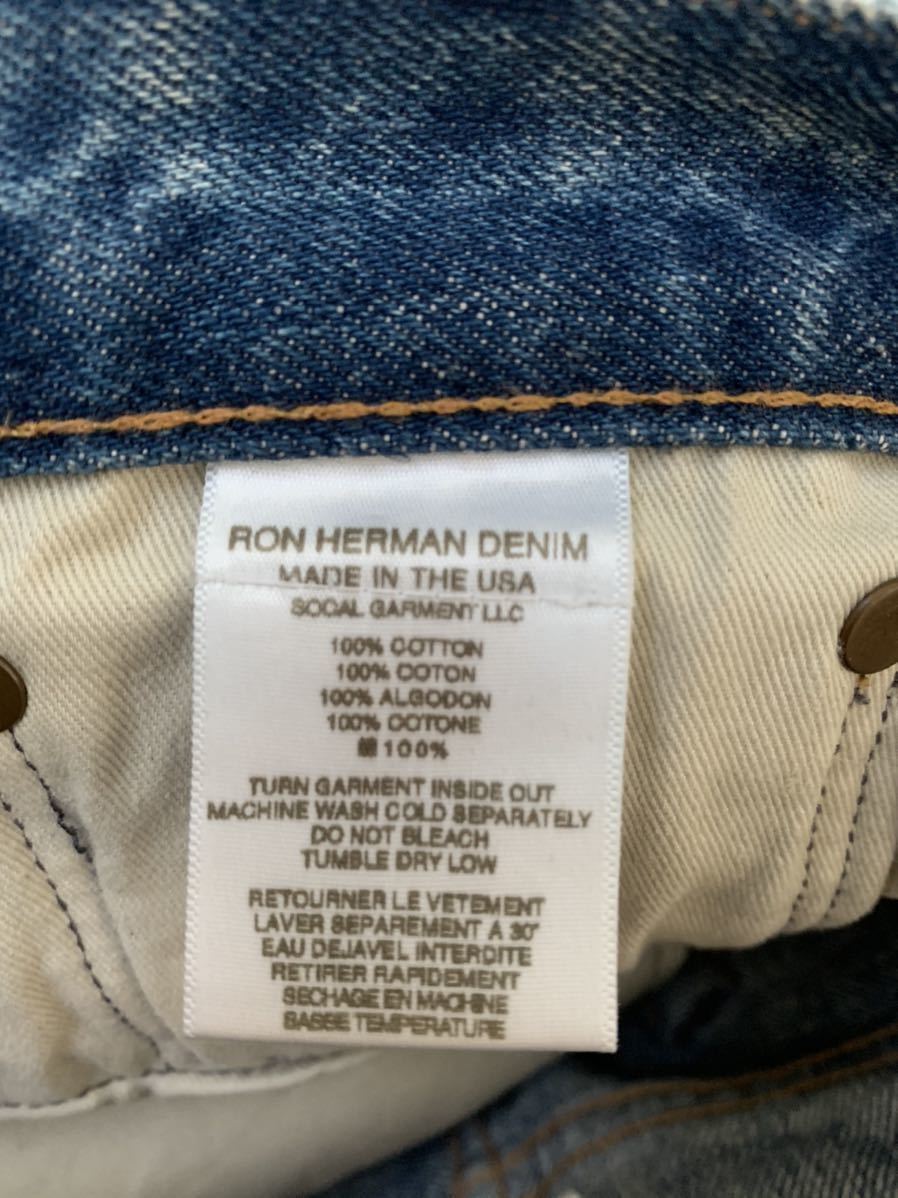 RON HERMAN DENIM
MADE IN THE USA
SOCAL GARMENT LLC
100% COTTON
100% COTON
100% ALGODON
100% COTONE
綿100%
TURN GARMENT INSIDE OUT
MACHINE WASH COLD SEPARATELY
DO NOT BLEACH
TUMBLE DRY LOW
RETOURNER LE VETEMENT
LAVER SEPAREMENT A 30°
EAU DEJAVEL INTERDITE
RETIRER RAPIDEMENT
SECHAGE EN MACHINE
BASSE TEMPERATURE